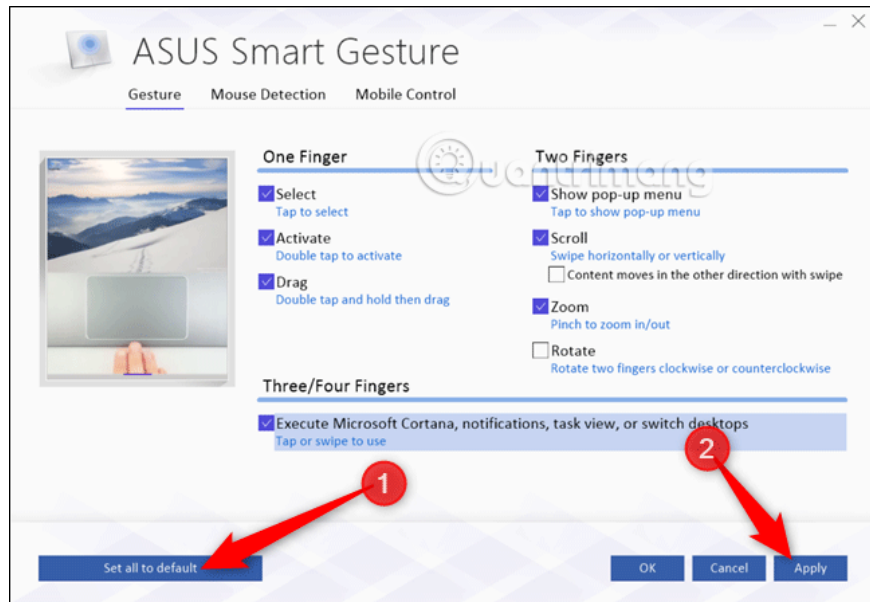 ASUS Smart Gesture
Gesture Mouse Detection Mobile Control
One Finger
Select
Tap to select
Activate
Double tap to activate
Drag
Double tap and hold then drag
Two Fingers
Show pop-up menu
Tap to show pop-up menu
Scroll
Swipe horizontally or vertically
Content moves in the other direction with swipe
Zoom
Pinch to zoom in/out
Rotate
Rotate two fingers clockwise or counterclockwise
Quantrimang
Three/Four Fingers
Execute Microsoft Cortana, notifications, task view, or switch desktops
Tap or swipe to use
1
2
Set all to default
OK Cancel Apply